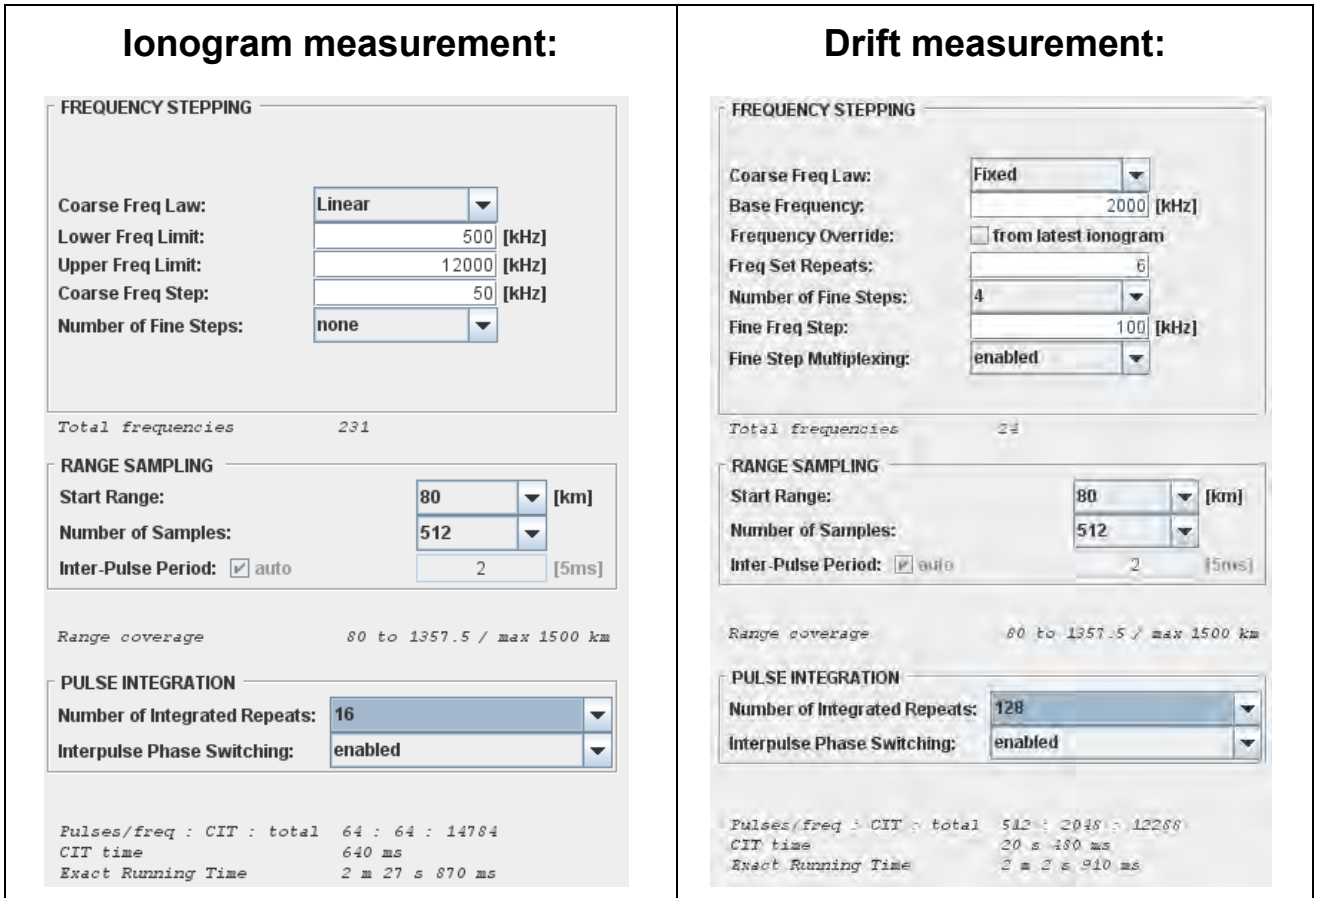 Ionogram measurement:
FREQUENCY STEPPING
Coarse Freq Law: Linear
Lower Freq Limit: 500 [kHz]
Upper Freq Limit: 12000 [kHz]
Coarse Freq Step: 50 [kHz]
Number of Fine Steps: none
Total frequencies 231
RANGE SAMPLING
Start Range: 80 [km]
Number of Samples: 512
Inter-Pulse Period: auto 2 [5ms]
Range coverage 80 to 1357.5 / max 1500 km
PULSE INTEGRATION
Number of Integrated Repeats: 16
Interpulse Phase Switching: enabled
Pulses/freq : CIT : total 64 : 64 : 14784
CIT time 640 ms
Exact Running Time 2 m 27 s 870 ms
Drift measurement:
FREQUENCY STEPPING
Coarse Freq Law: Fixed
Base Frequency: 2000 [kHz]
Frequency Override: from latest ionogram
Freq Set Repeats: 6
Number of Fine Steps: 4
Fine Freq Step: 100 [kHz]
Fine Step Multiplexing: enabled
Total frequencies 24
RANGE SAMPLING
Start Range: 80 [km]
Number of Samples: 512
Inter-Pulse Period: auto 2 [5ms]
Range coverage 80 to 1357.5 / max 1500 km
PULSE INTEGRATION
Number of Integrated Repeats: 128
Interpulse Phase Switching: enabled
Pulses/freq : CIT : total 512 : 2048 : 12288
CIT time 20 s 480 ms
Exact Running Time 2 m 2 s 910 ms